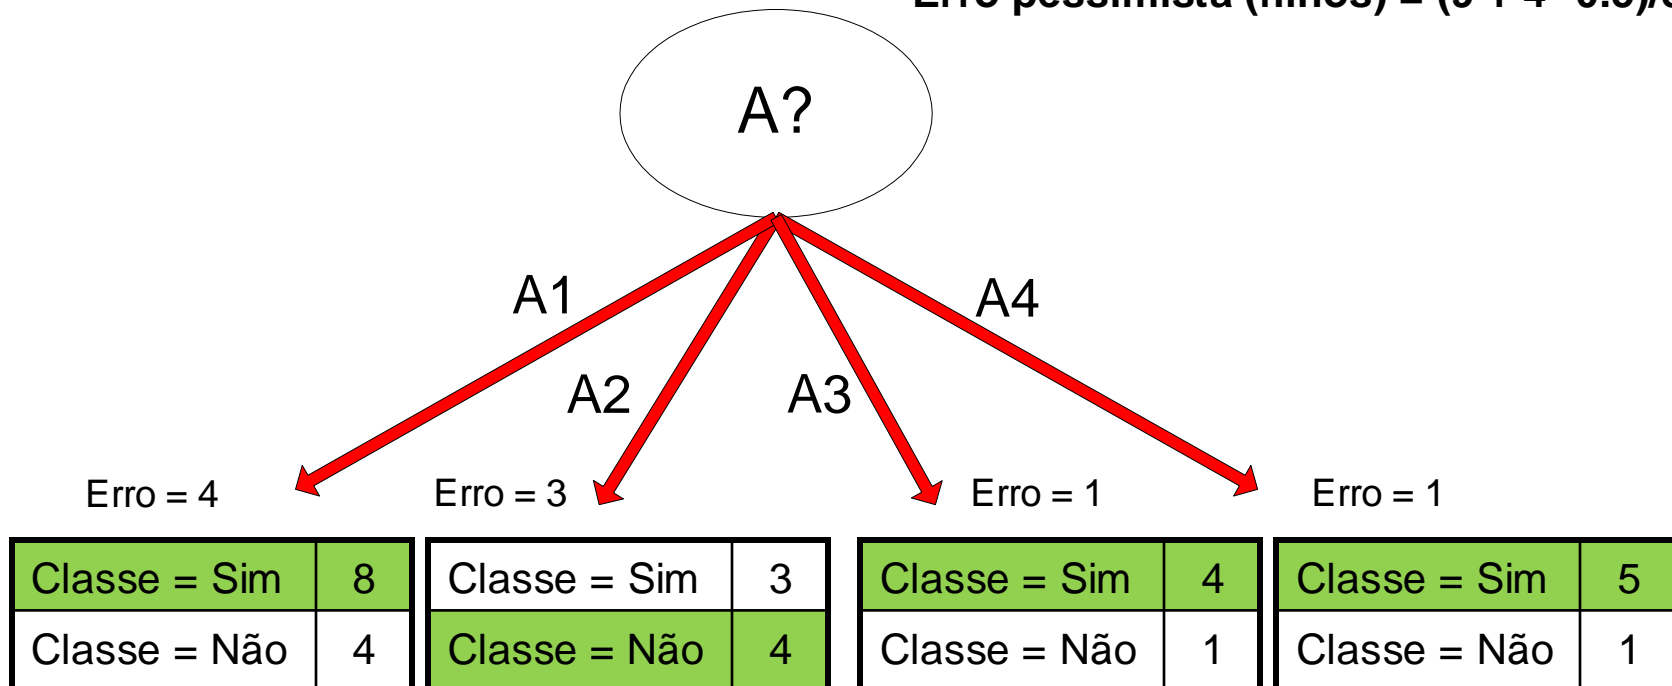 A?
A1
A4
A2
A3
Erro = 4
Erro = 3
Erro = 1
Erro = 1
Classe = Sim 8
Classe = Não 4
Classe = Sim 3
Classe = Não 4
Classe = Sim 4
Classe = Não 1
Classe = Sim 5
Classe = Não 1